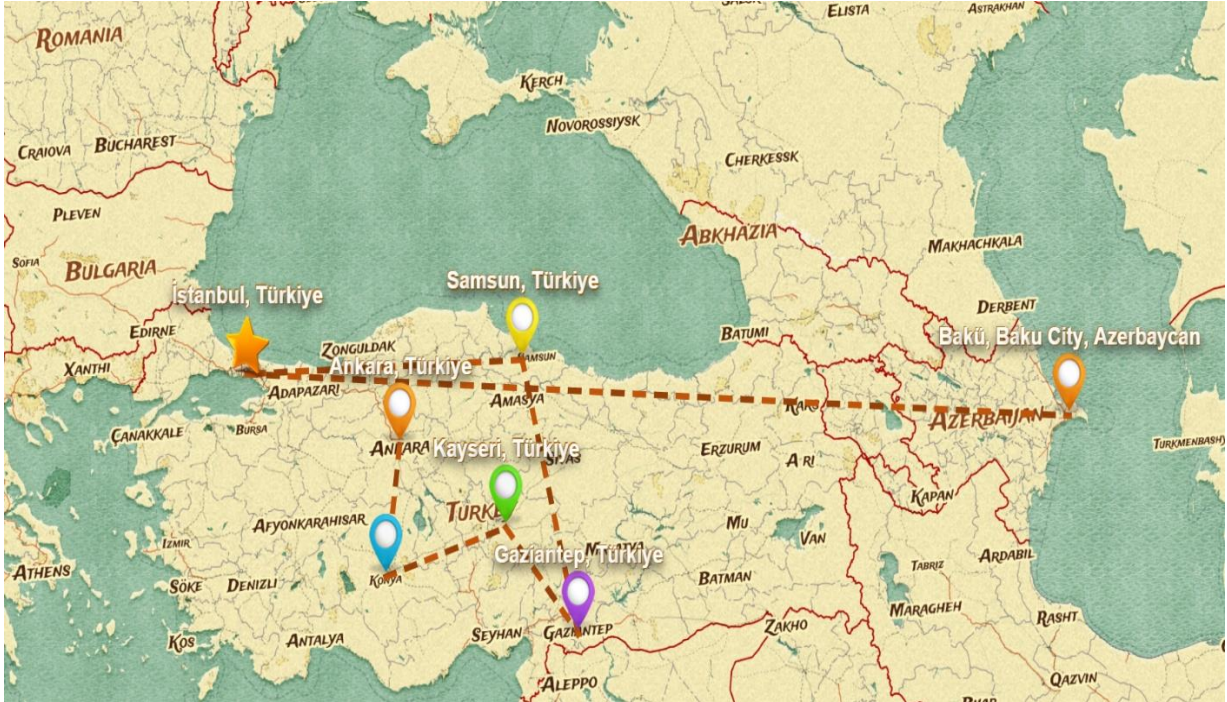 ROMANIA
ELISTA
ASTRAKHAN
KERCH
NOVOROSSIYSK
CRAIOVA
BUCHAREST
CHERKESSK
PLEVEN
ABKHAZIA
MAKHACHKALA
SOFIA
BULGARIA
Samsun, Türkiye
İstanbul, Türkiye
DERBENT
EDIRNE
ZONGULDAK
BATUMI
Bakü, Baku City, Azerbaycan
XANTHI
Ankara, Türkiye
ADAPAZARI
AMASYA
AZERBAIJAN
ÇANAKKALE
BURSA
ANKARA
Kayseri, Türkiye
ERZURUM
TURKMENBASHY
AFYONKARAHISAR
KAPAN
IZMIR
VAN
Gaziantep, Türkiye
ARDABIL
ATHENS
SÖKE
DENIZLI
KONYA
BATMAN
TABRIZ
MARAGHEH
RASHT
KOS
ANTALYA
SEYHAN
GAZIANTEP
ZAKHO
ALEPPO
QAZVIN